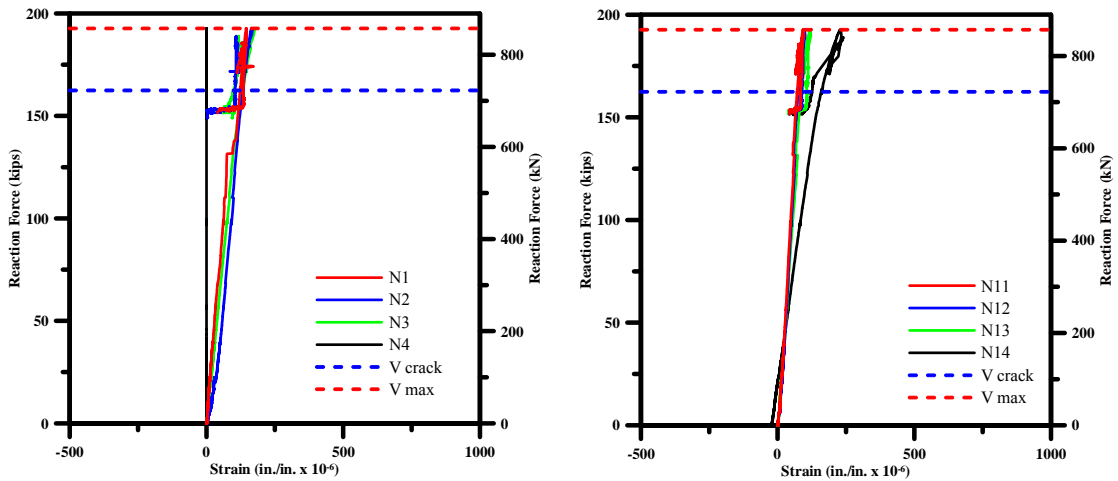 200
150
100
50
0
Reaction Force (kips)
800
600
400
200
0
Reaction Force (kN)
N1
N2
N3
N4
V crack
V max
-500
0
500
1000
Strain (in./in. x 10-6)
200
150
100
50
0
Reaction Force (kips)
800
600
400
200
0
Reaction Force (kN)
N11
N12
N13
N14
V crack
V max
-500
0
500
1000
Strain (in./in. x 10-6)